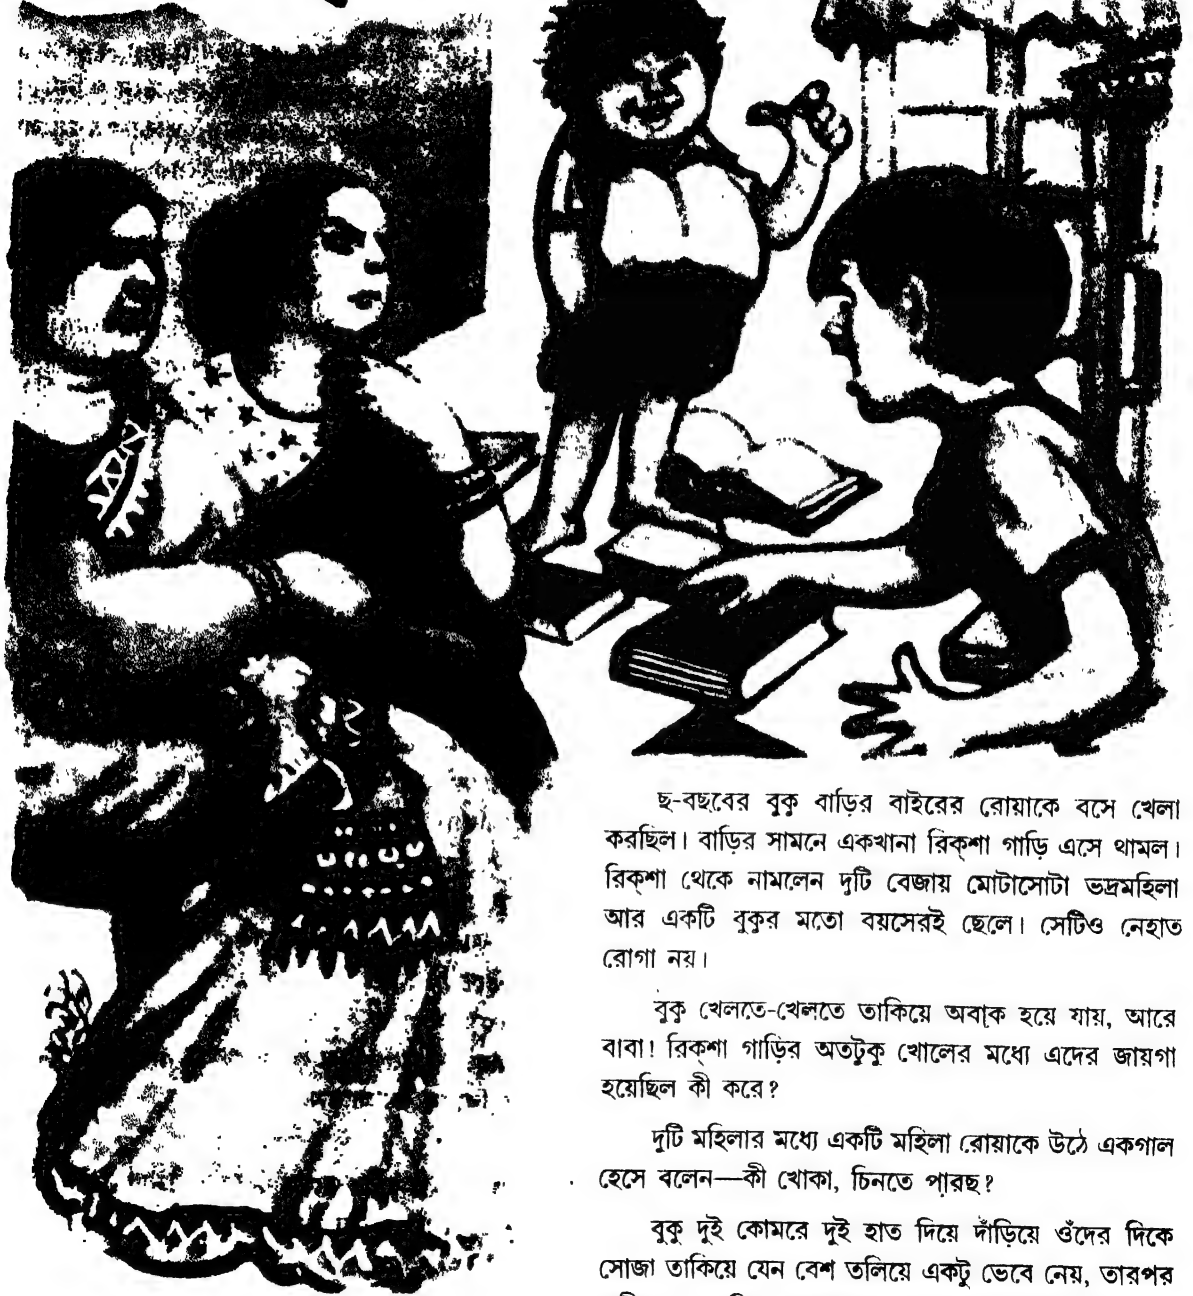 ছ-বছবের বুকু বাড়ির বাইরের রোয়াকে বসে খেলা
করছিল। বাড়ির সামনে একখানা রিক্‌শা গাড়ি এসে থামল।
রিক্‌শা থেকে নামলেন দুটি বেজায় মোটাসোটা ভদ্রমহিলা
আর একটি বুকুর মতো বয়সেরই ছেলে। সেটিও নেহাত
রোগা নয়।
বুকু খেলতে-খেলতে তাকিয়ে অবাক হয়ে যায়, আরে
বাবা! রিক্‌শা গাড়ির অতটুকু খোলের মধ্যে এদের জায়গা
হয়েছিল কী করে?
দুটি মহিলার মধ্যে একটি মহিলা রোয়াকে উঠে একগাল
হেসে বলেন—কী খোকা, চিনতে পারছ?
বুকু দুই কোমরে দুই হাত দিয়ে দাঁড়িয়ে ওঁদের দিকে
সোজা তাকিয়ে যেন বেশ তলিয়ে একটু ভেবে নেয়, তারপর